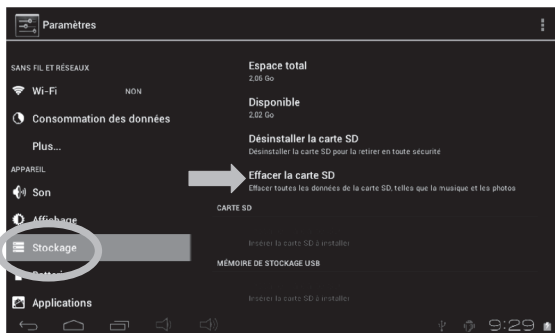 Paramètres
SANS FIL ET RÉSEAUX
Wi-Fi NON
Consommation des données
Plus...
APPAREIL
Son
Affichage
Stockage
Batterie
Applications
Espace total
2,06 Go
Disponible
2,02 Go
Désinstaller la carte SD
Désinstaller la carte SD pour la retirer en toute sécurité
Effacer la carte SD
Effacer toutes les données de la carte SD, telles que la musique et les photos
CARTE SD
Insérer la carte SD à installer
MÉMOIRE DE STOCKAGE USB
Insérer la carte SD à installer
9:29